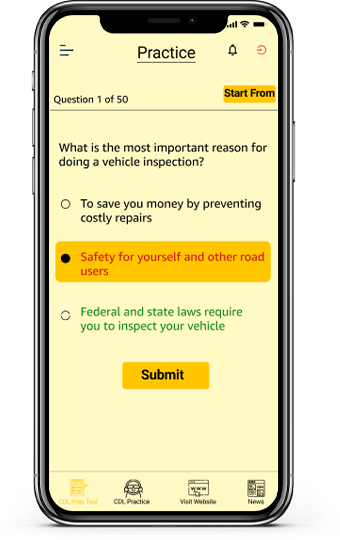 Practice
Question 1 of 50
Start From
What is the most important reason for
doing a vehicle inspection?
To save you money by preventing
costly repairs
Safety for yourself and other road
users
Federal and state laws require
you to inspect your vehicle
Submit
CDL Prep Test
CDL Practice
WWW
Visit Website
News